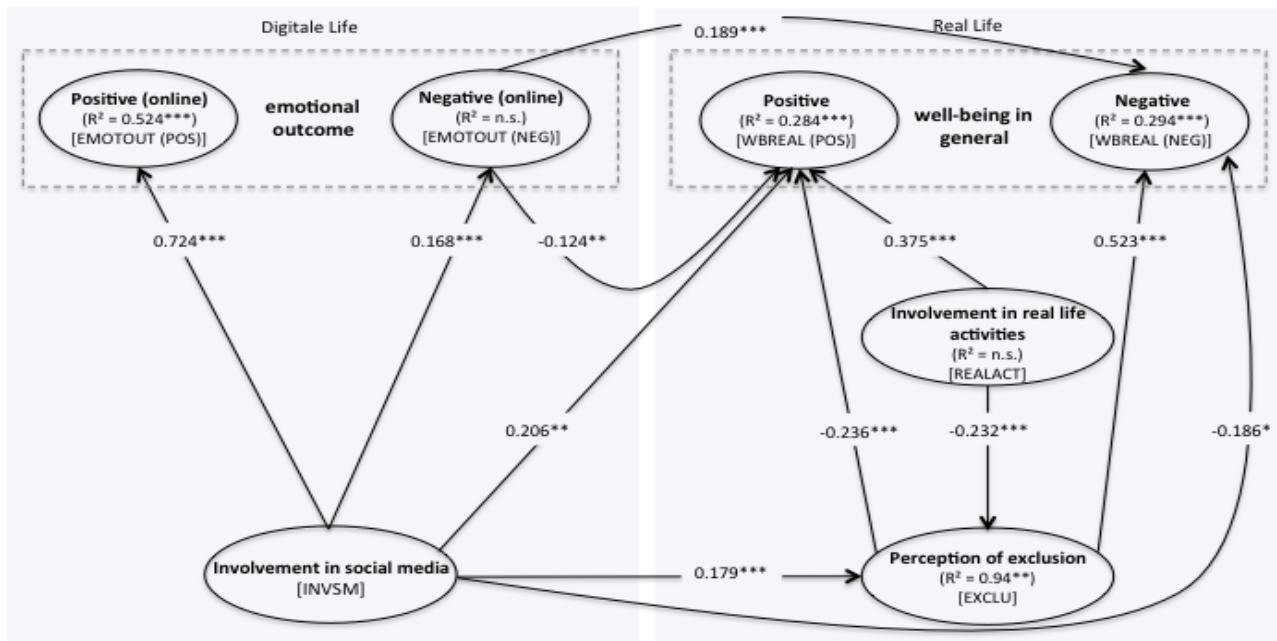 Digitale Life
0.189***
Real Life
Positive (online)
(R² = 0.524***)
[EMOTOUT (POS)]
emotional
outcome
Negative (online)
(R² = n.s.)
[EMOTOUT (NEG)]
Positive
(R² = 0.284***)
[WBREAL (POS)]
well-being in
general
Negative
(R² = 0.294***)
[WBREAL (NEG)]
0.724***
0.168***
-0.124**
0.375***
0.523***
Involvement in real life
activities
(R² = n.s.)
[REALACT]
0.206**
-0.236***
-0.232***
-0.186*
Involvement in social media
[INVSM]
0.179***
Perception of exclusion
(R² = 0.94**)
[EXCLU]